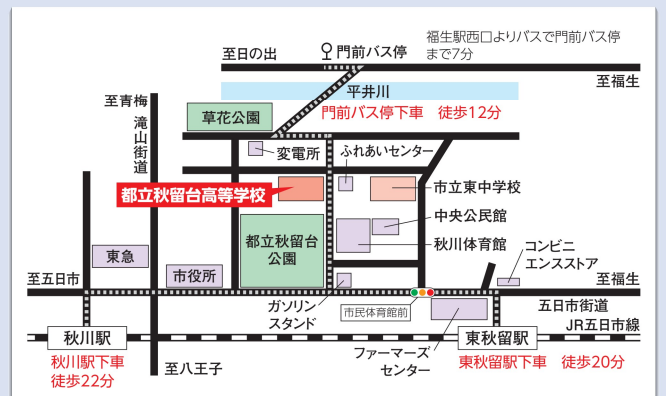 福生駅西口よりバスで門前バス停
まで7分
至日の出
門前バス停
至福生
平井川
至青梅
門前バス停下車 徒歩12分
草花公園
滝山街道
変電所
ふれあいセンター
都立秋留台高等学校
市立東中学校
中央公民館
都立秋留台
公園
秋川体育館
東急
市役所
コンビニ
エンスストア
至五日市
至福生
ガソリン
スタンド
市民体育館前
五日市街道
JR五日市線
秋川駅
東秋留駅
ファーマーズ
センター
秋川駅下車
徒歩22分
至八王子
東秋留駅下車 徒歩20分